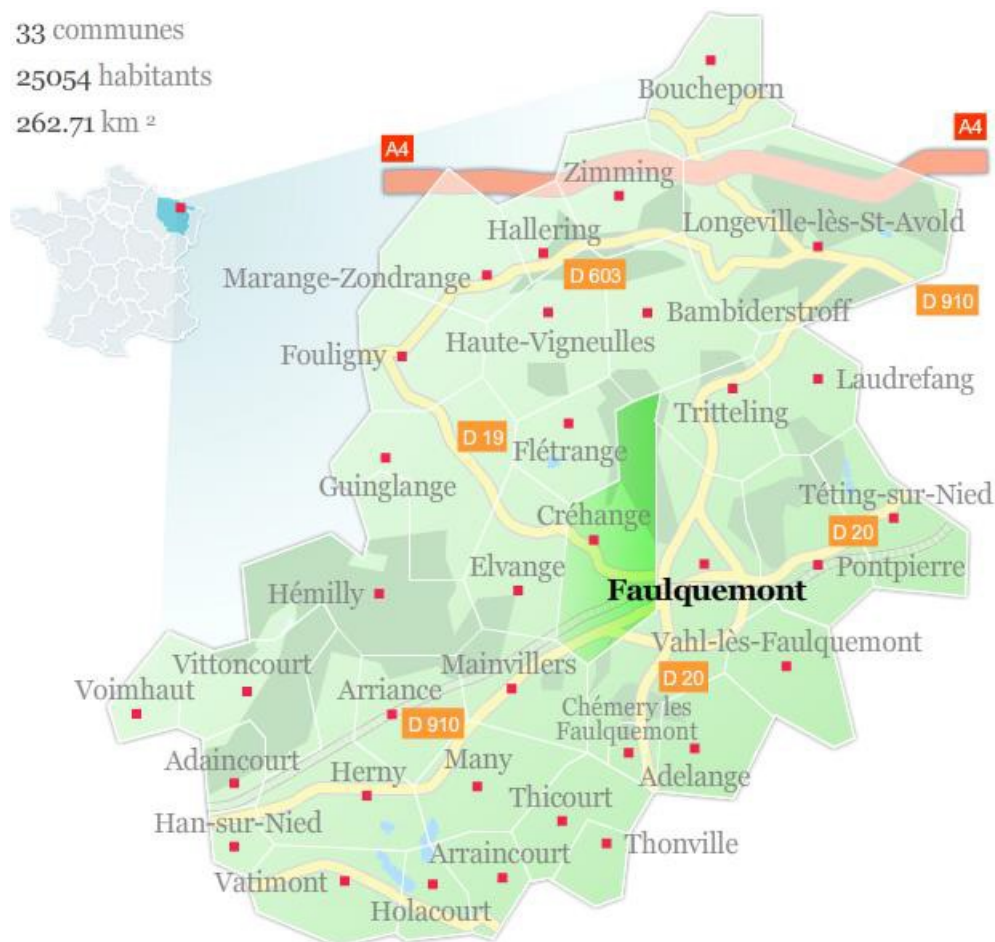 33 communes
25054 habitants
262.71 km ²
Boucheporn
A4
A4
Zimming
Longeville-lès-St-Avold
Hallering
Marange-Zondrange
D 603
D 910
Haute-Vigneulles
Bambiderstroff
Fouligny
Laudrefang
Tritteling
D 19
Flétrange
Guinglange
Téting-sur-Nied
Créhange
D 20
Elvange
Pontpierre
Hémilly
Faulquemont
Vahl-lès-Faulquemont
Vittoncourt
Mainvillers
Voimhaut
Arriance
D 20
Chémery les
Faulquemont
D 910
Adaincourt
Many
Adelange
Herny
Thicourt
Han-sur-Nied
Thonville
Arraincourt
Vatimont
Holacourt